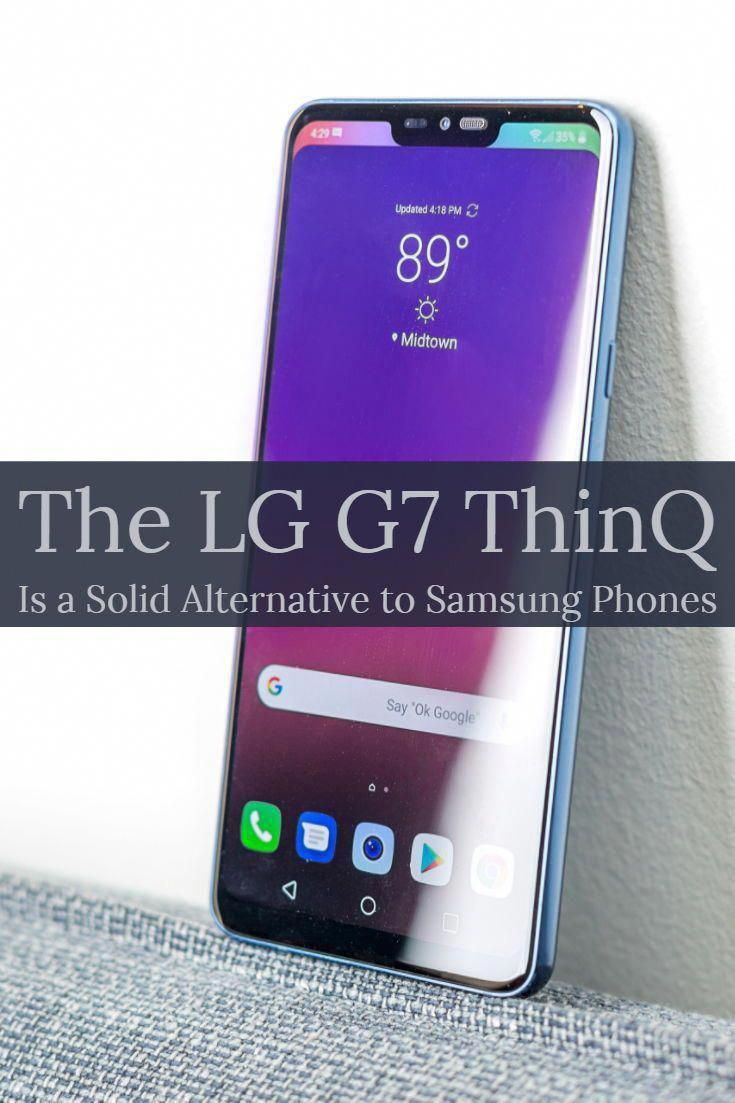 4:29 35%
Updated 4:18 PM
89°
Midtown
The LG G7 ThinQ
Is a Solid Alternative to Samsung Phones
G Say "Ok Google"